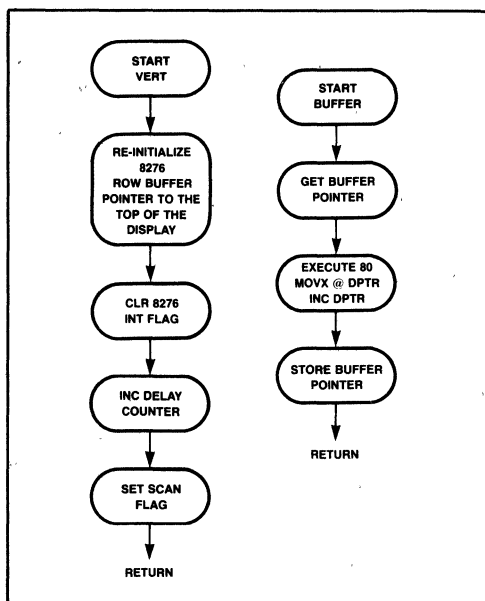 START
VERT
RE-INITIALIZE
8276
ROW BUFFER
POINTER TO THE
TOP OF THE
DISPLAY
CLR 8276
INT FLAG
INC DELAY
COUNTER
SET SCAN
FLAG
RETURN
START
BUFFER
GET BUFFER
POINTER
EXECUTE 80
MOVX @ DPTR
INC DPTR
STORE BUFFER
POINTER
RETURN